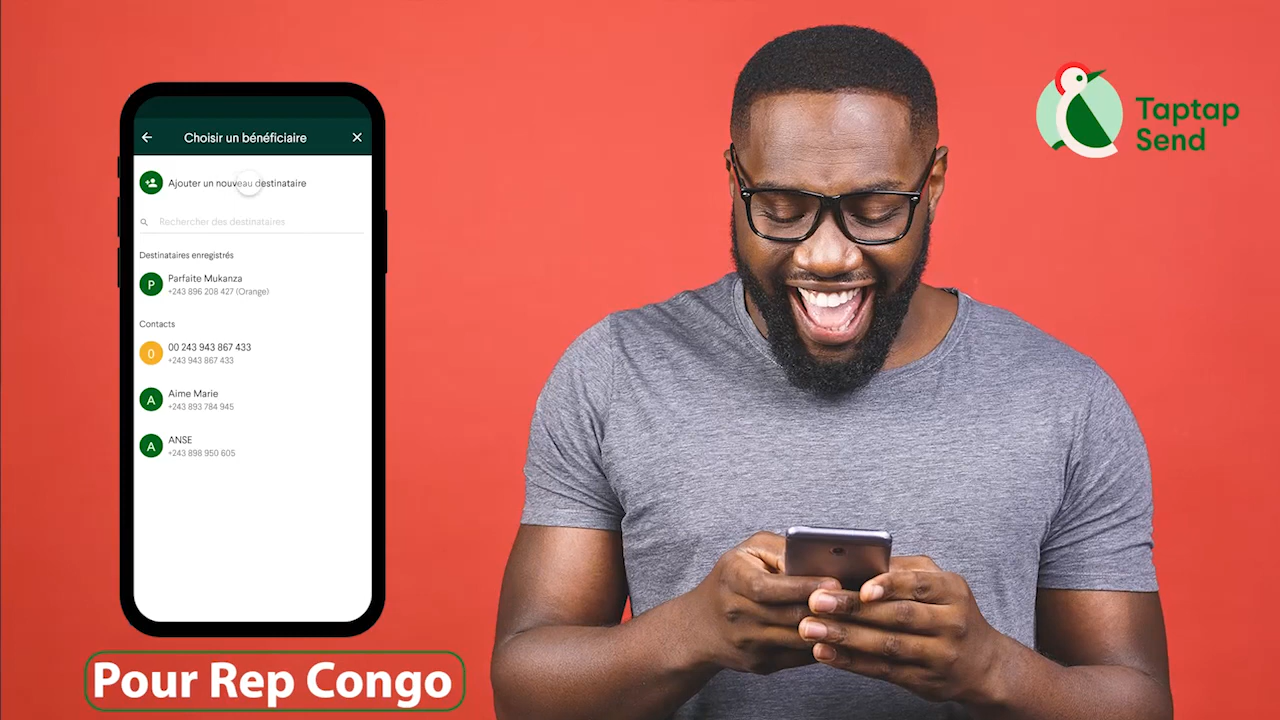 Choisir un bénéficiaire
Ajouter un nouveau destinataire
Rechercher des destinataires
Destinataires enregistrés
P
Parfaite Mukanza
+243 896 208 427 (Orange)
Contacts
0
00 243 943 867 433
+243 943 867 433
A
Aime Marie
+243 893 784 945
A
ANSE
+243 898 950 605
Pour Rep Congo
Taptap
Send